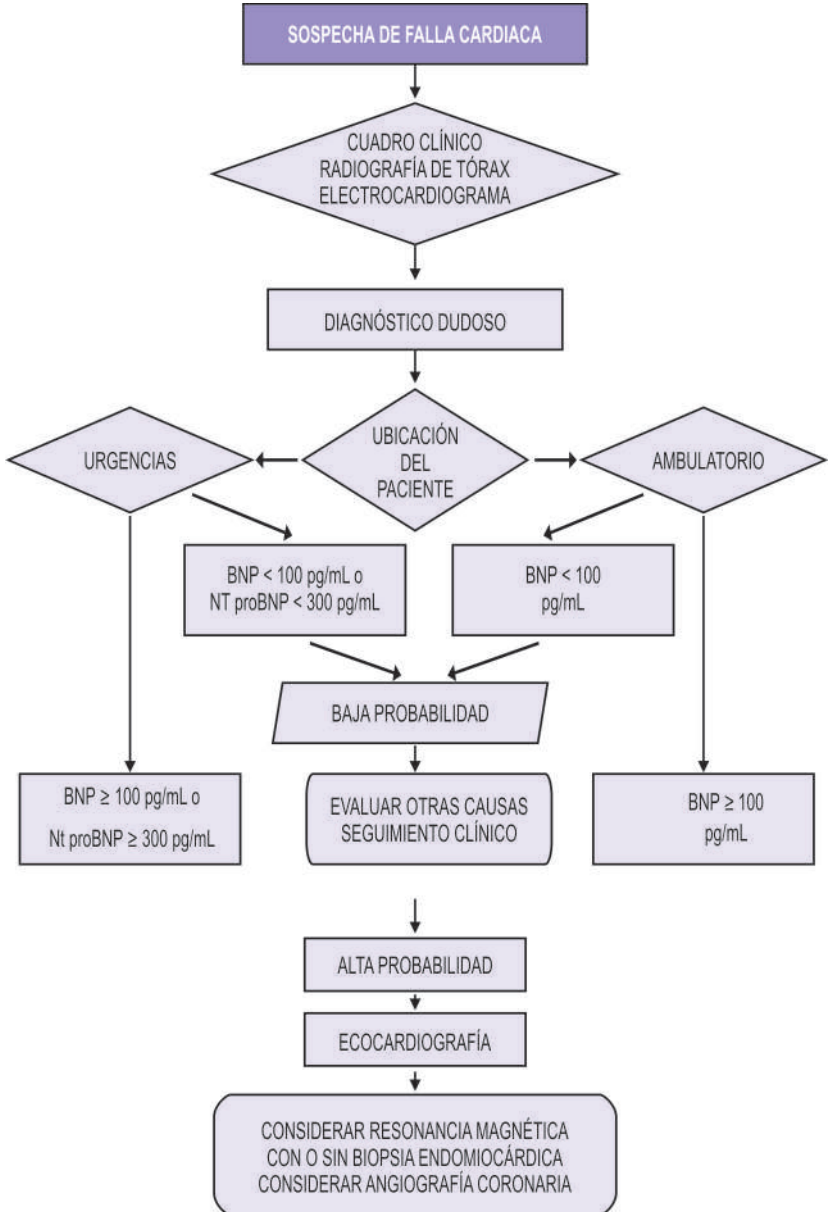 SOSPECHA DE FALLA CARDIACA
CUADRO CLÍNICO
RADIOGRAFÍA DE TÓRAX
ELECTROCARDIOGRAMA
DIAGNÓSTICO DUDOSO
URGENCIAS
UBICACIÓN
DEL
PACIENTE
AMBULATORIO
BNP < 100 pg/mL o
NT proBNP < 300 pg/mL
BNP < 100
pg/mL
BAJA PROBABILIDAD
BNP ≥ 100 pg/mL o
Nt proBNP ≥ 300 pg/mL
EVALUAR OTRAS CAUSAS
SEGUIMIENTO CLÍNICO
BNP ≥ 100
pg/mL
ALTA PROBABILIDAD
ECOCARDIOGRAFÍA
CONSIDERAR RESONANCIA MAGNÉTICA
CON O SIN BIOPSIA ENDOMIOCÁRDICA
CONSIDERAR ANGIOGRAFÍA CORONARIA